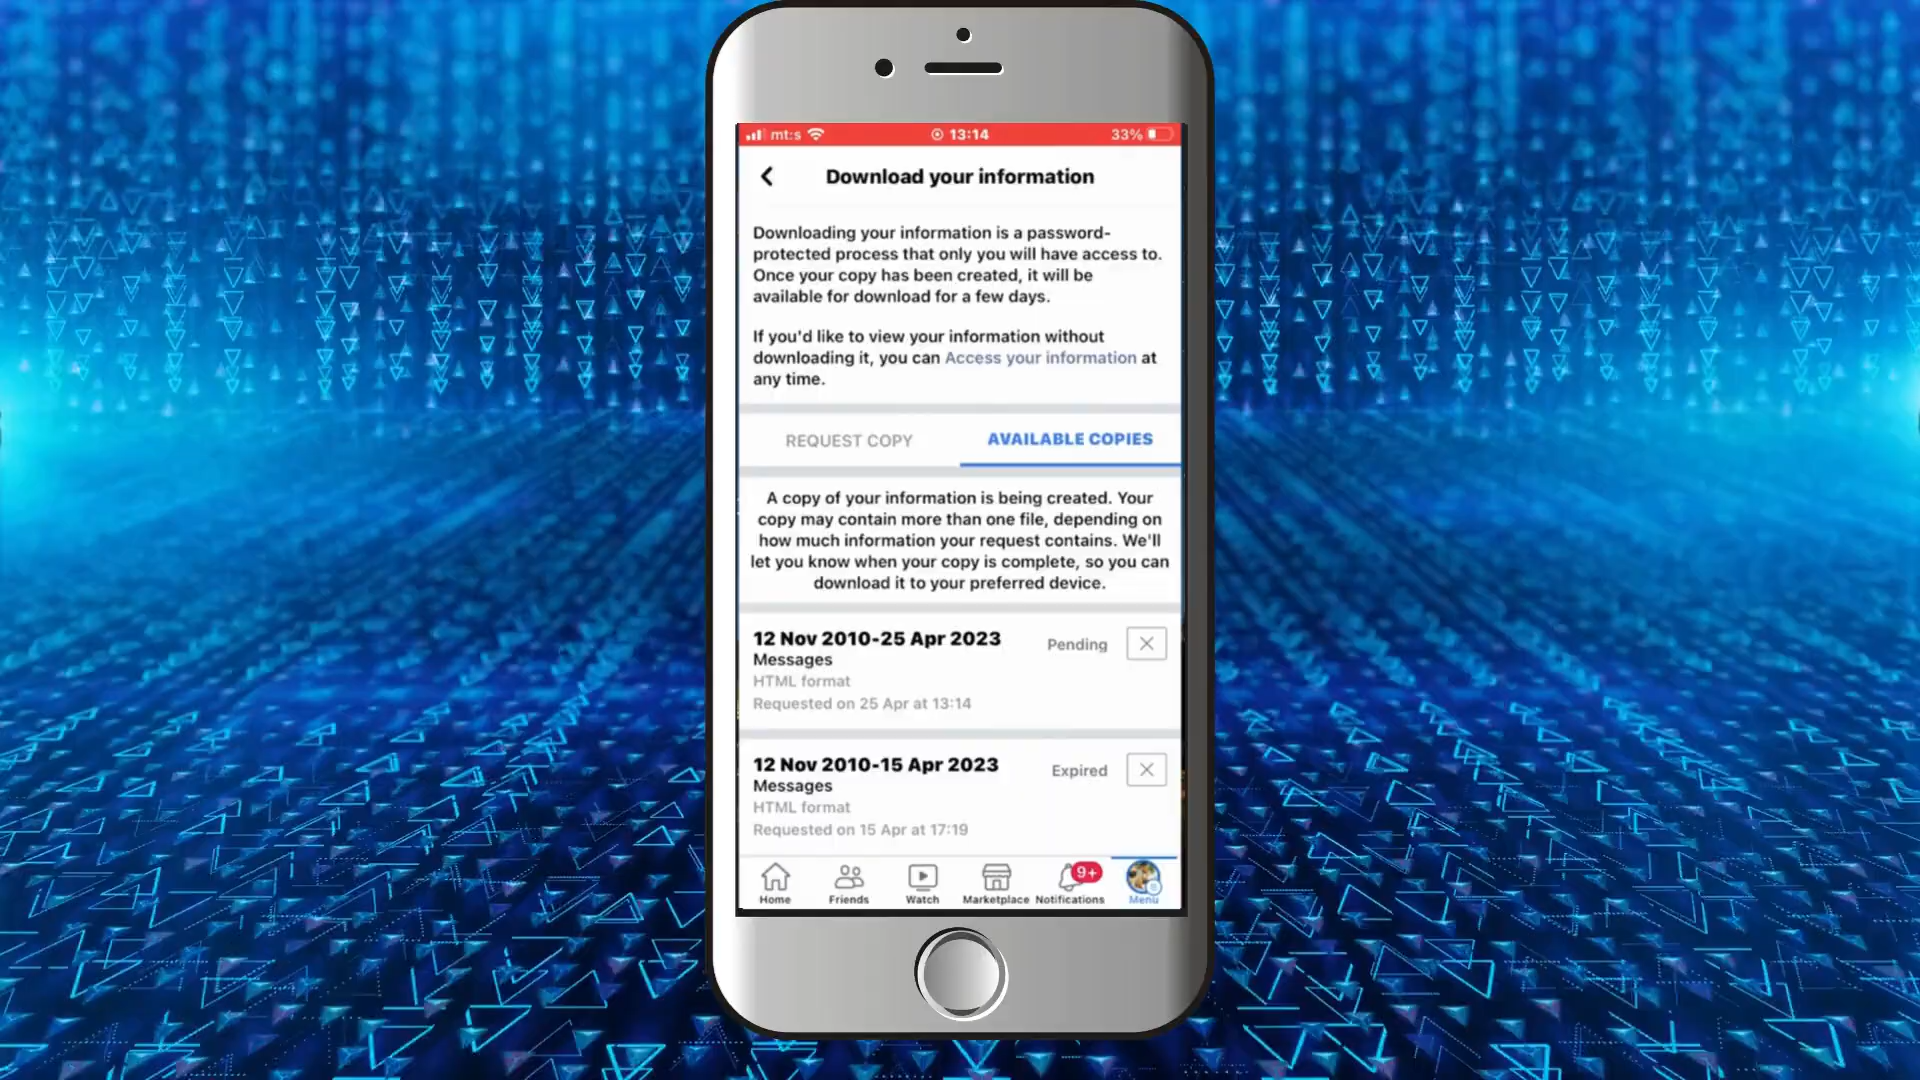 mt:s
13:14
33%
Download your information
Downloading your information is a password-
protected process that only you will have access to.
Once your copy has been created, it will be
available for download for a few days.
If you'd like to view your information without
downloading it, you can Access your information at
any time.
REQUEST COPY
AVAILABLE COPIES
A copy of your information is being created. Your
copy may contain more than one file, depending on
how much information your request contains. We'll
let you know when your copy is complete, so you can
download it to your preferred device.
12 Nov 2010-25 Apr 2023
Pending
Messages
HTML format
Requested on 25 Apr at 13:14
12 Nov 2010-15 Apr 2023
Expired
Messages
HTML format
Requested on 15 Apr at 17:19
9+
Home
Friends
Watch
Marketplace
Notifications
Menu